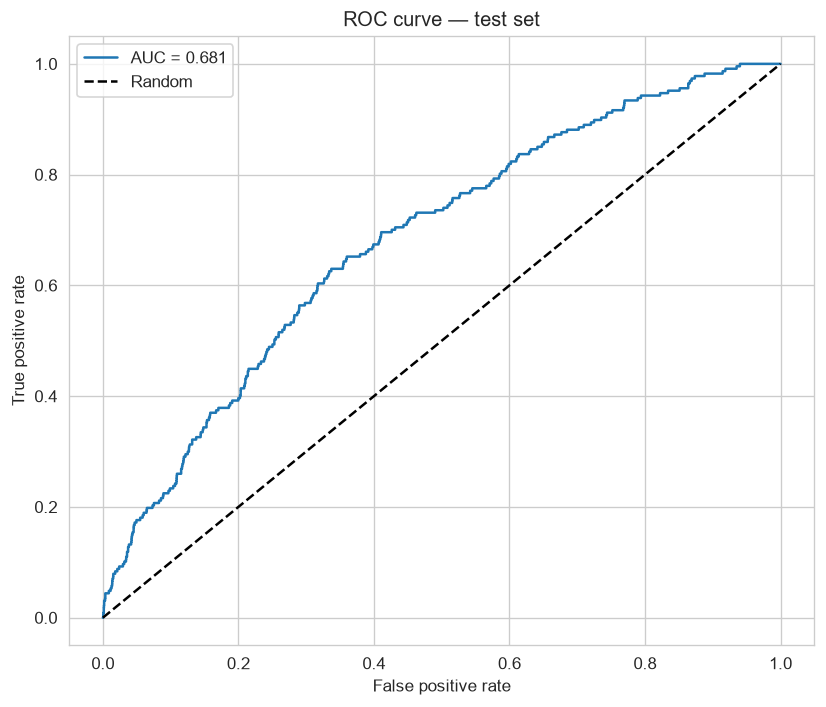 ROC curve — test set
AUC = 0.681
Random
True positive rate
1.0
0.8
0.6
0.4
0.2
0.0
0.0 0.2 0.4 0.6 0.8 1.0
False positive rate